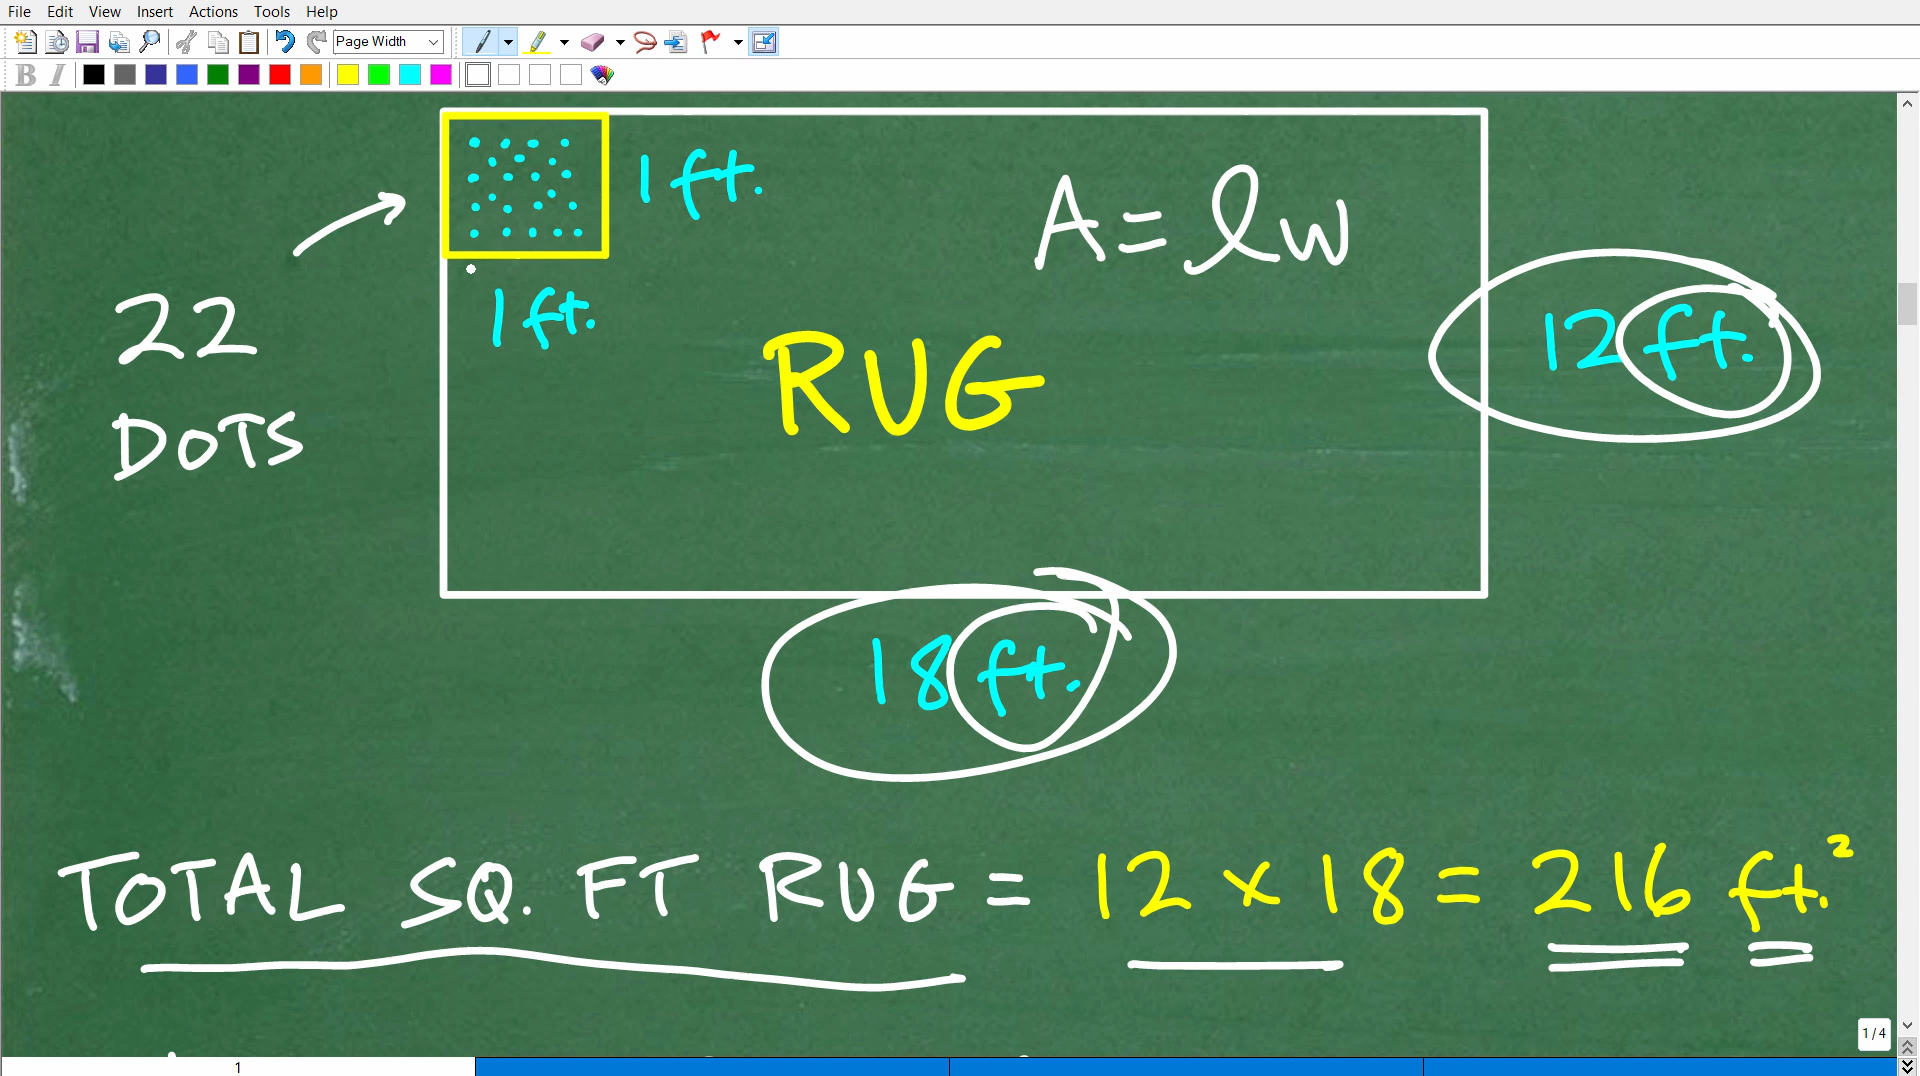 File Edit View Insert Actions Tools Help
Page Width
B I
1 ft.
A = lw
22
DOTS
1 ft.
RUG
12 ft.
18 ft.
TOTAL SQ. FT RUG = 12 x 18 = 216 ft.²
1 / 4
1